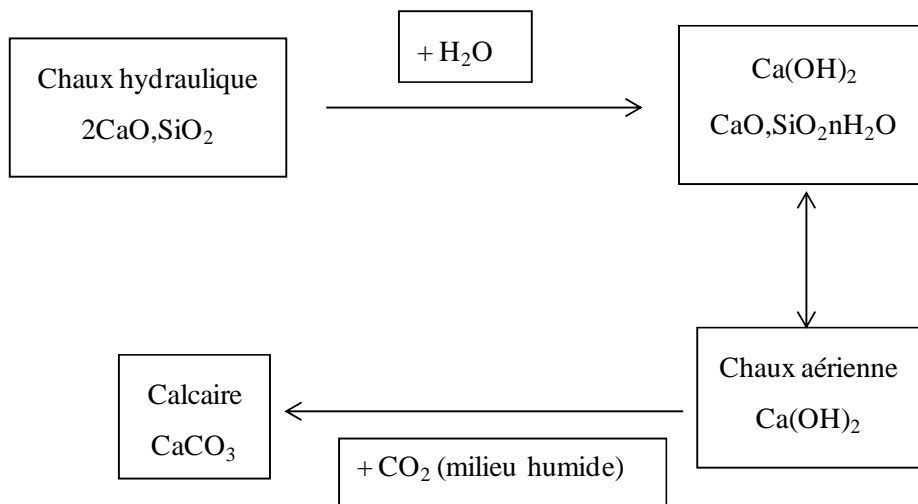 Chaux hydraulique
2CaO,SiO₂
+ H₂O
Ca(OH)₂
CaO,SiO₂nH₂O
Calcaire
CaCO₃
+ CO₂ (milieu humide)
Chaux aérienne
Ca(OH)₂